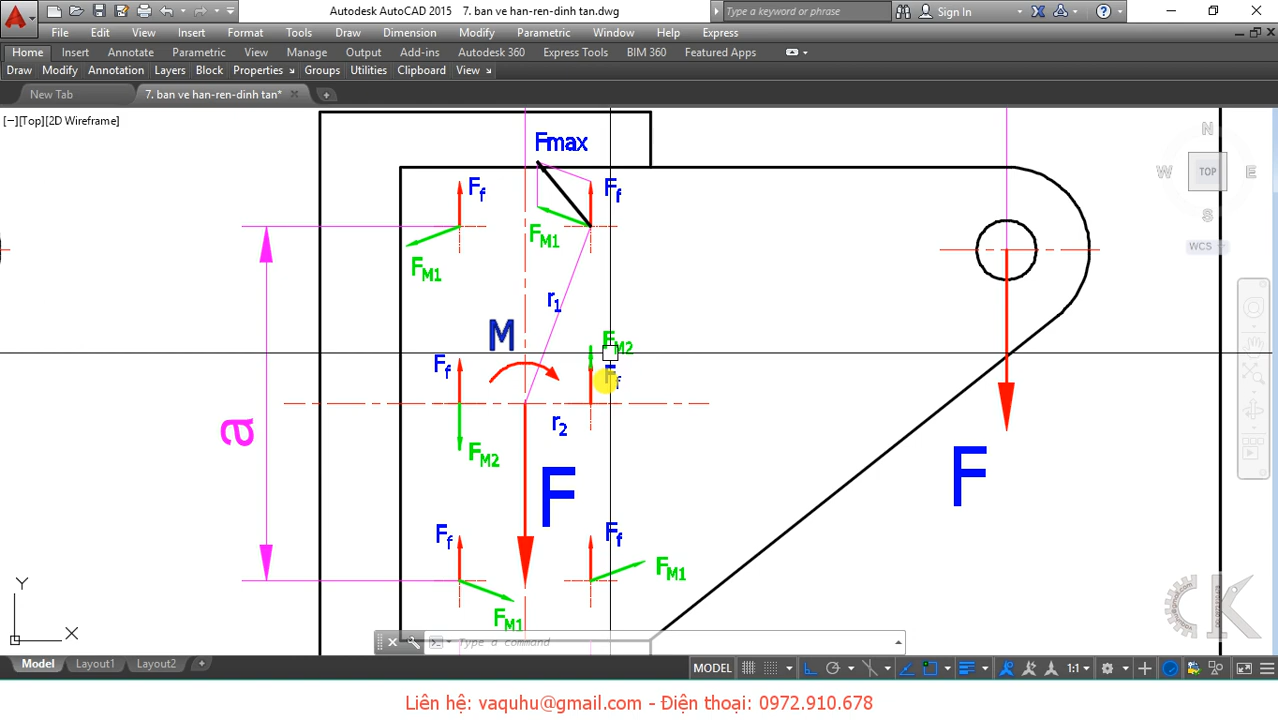 Autodesk AutoCAD 2015 7. ban ve han-ren-dinh tan.dwg
Type a keyword or phrase
Sign In
File Edit View Insert Format Tools Draw Dimension Modify Parametric Window Help Express
Home Insert Annotate Parametric View Manage Output Add-ins Autodesk 360 Express Tools BIM 360 Featured Apps
Draw Modify Annotation Layers Block Properties Groups Utilities Clipboard View
New Tab 7. ban ve han-ren-dinh tan*
[−][Top][2D Wireframe]
N
W TOP E
S
WCS
Fmax
Ff Ff
FM1
FM1
r1
M
FM2
Ff Ff
a
r2
FM2
F
F
Ff Ff
FM1
FM1
Y
X
Type a command
Model Layout1 Layout2
MODEL 1:1
Liên hệ: vaquhu@gmail.com - Điện thoại: 0972.910.678